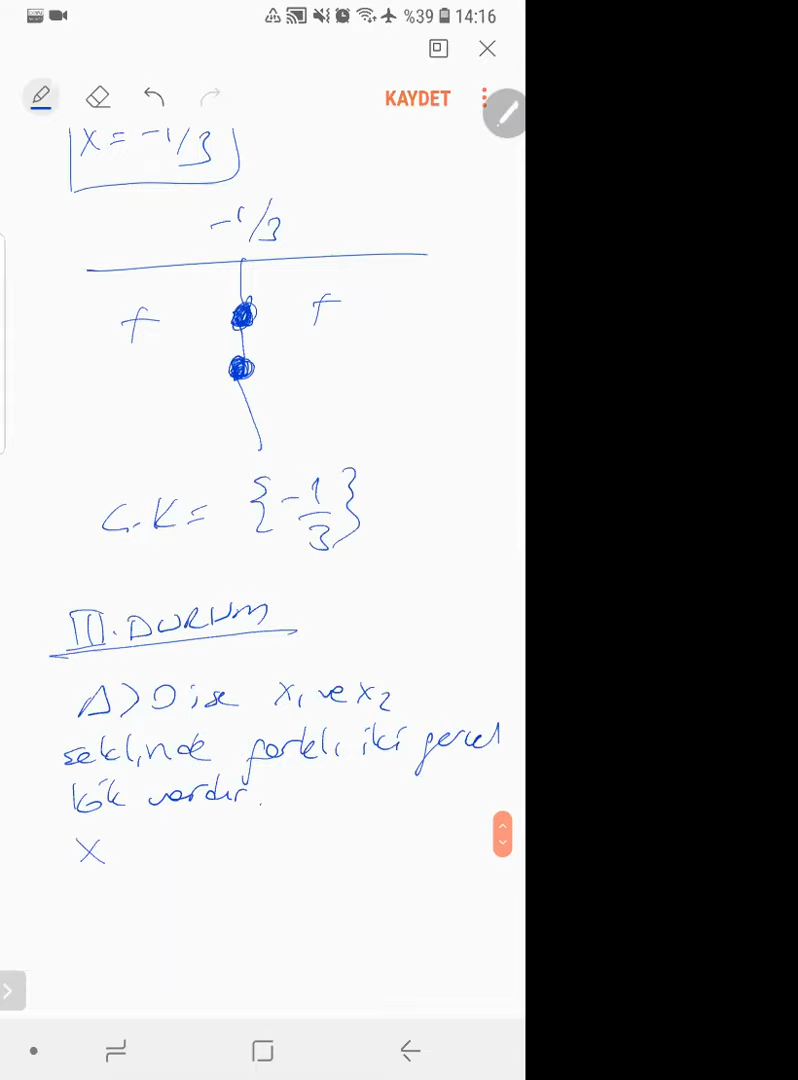 %39 14:16
KAYDET
x = -1/3
-1/3
+ +
Ç.K = {-1/3}
III. DURUM
Δ>0 ise x₁ ve x₂
şeklinde farklı iki gerçel
kök vardır.
x